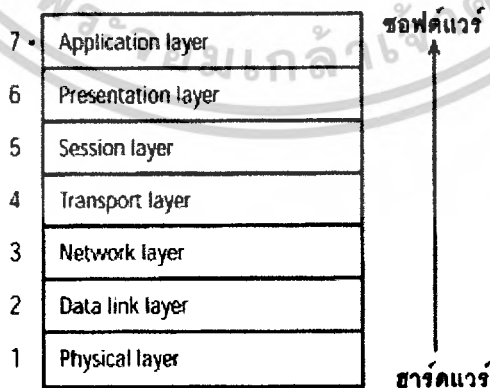 ซอฟต์แวร์
7 Application layer
6 Presentation layer
5 Session layer
4 Transport layer
3 Network layer
2 Data link layer
1 Physical layer
ฮาร์ดแวร์